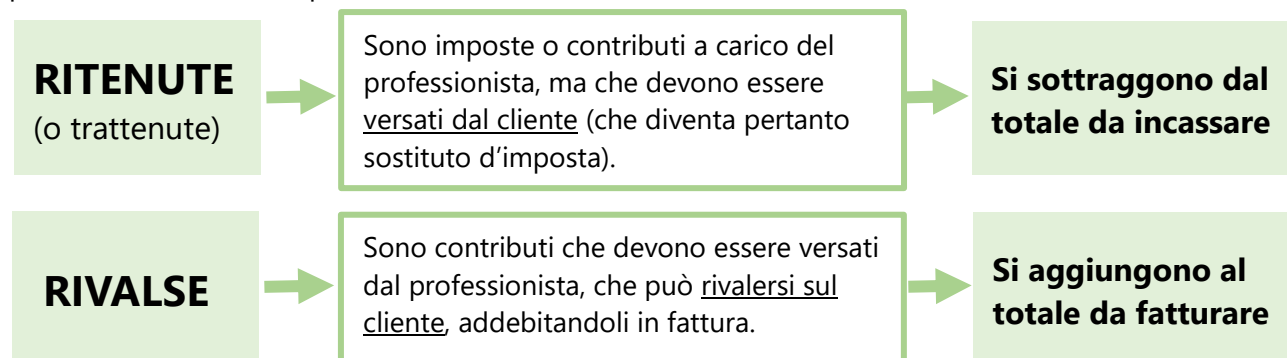 RITENUTE
(o trattenute)
Sono imposte o contributi a carico del
professionista, ma che devono essere
versati dal cliente (che diventa pertanto
sostituto d’imposta).
Si sottraggono dal
totale da incassare
RIVALSE
Sono contributi che devono essere versati
dal professionista, che può rivalersi sul
cliente, addebitandoli in fattura.
Si aggiungono al
totale da fatturare